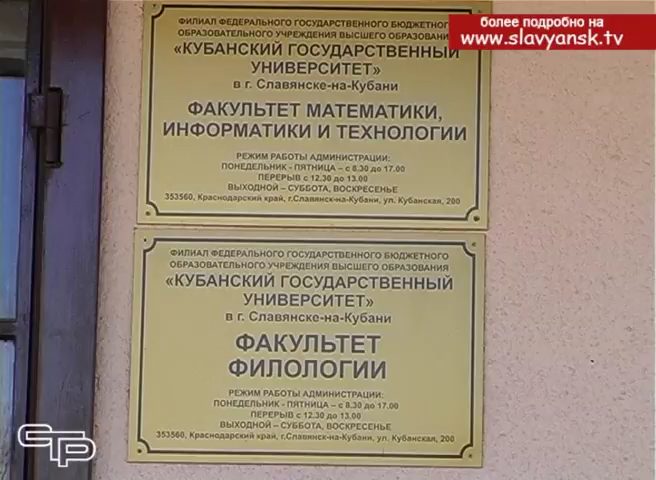 более подробно на
www.slavyansk.tv
ФИЛИАЛ ФЕДЕРАЛЬНОГО ГОСУДАРСТВЕННОГО БЮДЖЕТНОГО
ОБРАЗОВАТЕЛЬНОГО УЧРЕЖДЕНИЯ ВЫСШЕГО ОБРАЗОВАНИЯ
«КУБАНСКИЙ ГОСУДАРСТВЕННЫЙ
УНИВЕРСИТЕТ»
в г. Славянске-на-Кубани
ФАКУЛЬТЕТ МАТЕМАТИКИ,
ИНФОРМАТИКИ И ТЕХНОЛОГИИ
РЕЖИМ РАБОТЫ АДМИНИСТРАЦИИ:
ПОНЕДЕЛЬНИК - ПЯТНИЦА – с 8.30 до 17.00
ПЕРЕРЫВ с 12.30 до 13.00
ВЫХОДНОЙ – СУББОТА, ВОСКРЕСЕНЬЕ
353560, Краснодарский край, г.Славянск-на-Кубани, ул. Кубанская, 200
ФИЛИАЛ ФЕДЕРАЛЬНОГО ГОСУДАРСТВЕННОГО БЮДЖЕТНОГО
ОБРАЗОВАТЕЛЬНОГО УЧРЕЖДЕНИЯ ВЫСШЕГО ОБРАЗОВАНИЯ
«КУБАНСКИЙ ГОСУДАРСТВЕННЫЙ
УНИВЕРСИТЕТ»
в г. Славянске-на-Кубани
ФАКУЛЬТЕТ
ФИЛОЛОГИИ
РЕЖИМ РАБОТЫ АДМИНИСТРАЦИИ:
ПОНЕДЕЛЬНИК - ПЯТНИЦА – с 8.30 до 17.00
ПЕРЕРЫВ с 12.30 до 13.00
ВЫХОДНОЙ – СУББОТА, ВОСКРЕСЕНЬЕ
353560, Краснодарский край, г.Славянск-на-Кубани, ул. Кубанская, 200
СТР